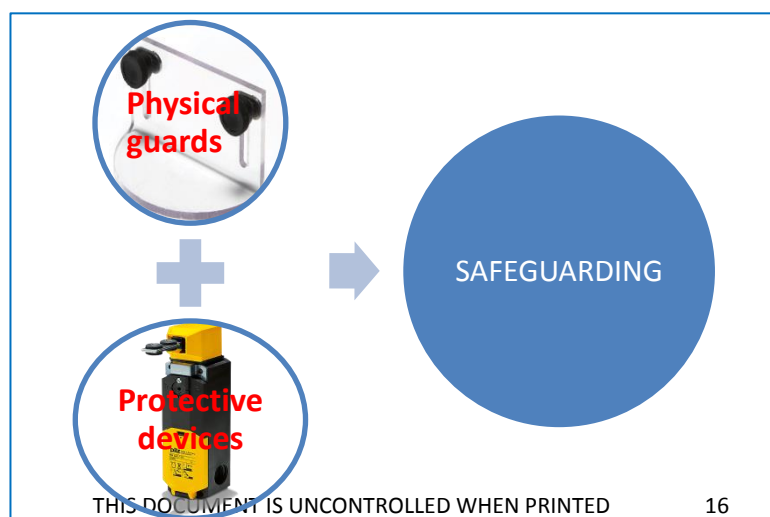 Physical
guards
SAFEGUARDING
Protective
devices
THIS DOCUMENT IS UNCONTROLLED WHEN PRINTED
16